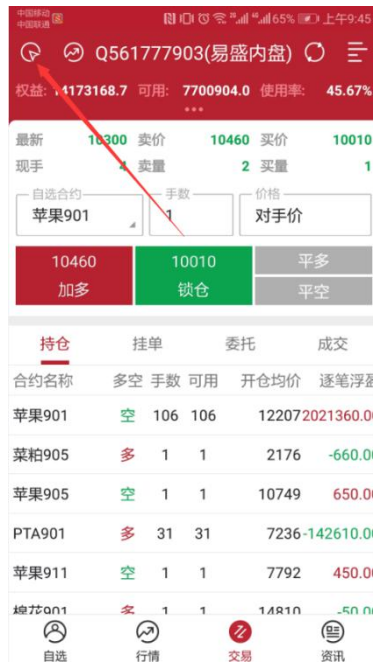 中国移动
中国联通
65% 上午9:45
Q561777903(易盛内盘)
权益: 14173168.7 可用: 7700904.0 使用率: 45.67%
最新 10300 卖价 10460 买价 10010
现手 4 卖量 2 买量 1
自选合约 手数 价格
苹果901 1 对手价
10460 10010 平多
加多 锁仓 平空
持仓 挂单 委托 成交
合约名称 多空 手数 可用 开仓均价 逐笔浮盈
苹果901 空 106 106 12207 2021360.0
菜粕905 多 1 1 2176 -660.0
苹果905 空 1 1 10749 650.0
PTA901 多 31 31 7236 -142610.0
苹果911 空 1 1 7792 450.0
棉花901 多 1 1 14810 -50.0
自选 行情 交易 资讯